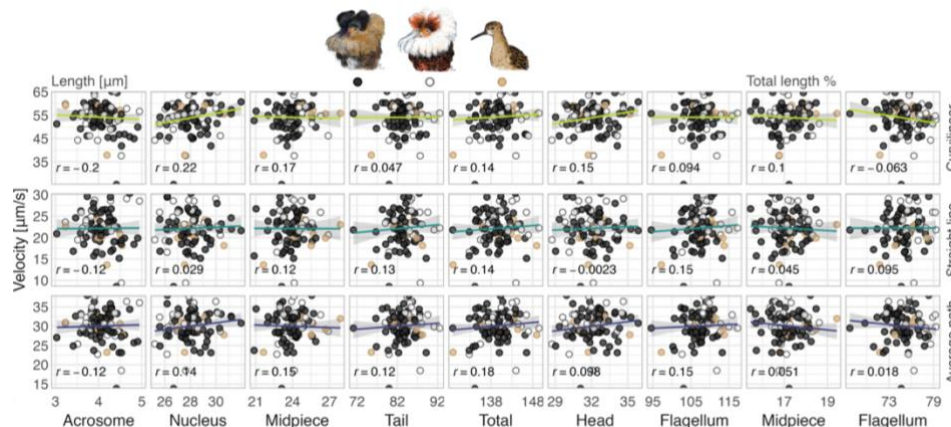 Length [µm]
Total length %
Velocity [µm/s]
65
55
45
35
r = −0.2
r = 0.22
r = 0.17
r = 0.047
r = 0.14
r = 0.15
r = 0.094
r = 0.1
r = −0.063
30
25
20
15
10
r = −0.12
r = 0.029
r = 0.12
r = 0.13
r = 0.14
r = −0.0023
r = 0.15
r = 0.045
r = 0.095
35
30
25
20
15
r = −0.12
r = 0.14
r = 0.15
r = 0.12
r = 0.18
r = 0.098
r = 0.15
r = 0.051
r = 0.018
3 4 5 26 28 30 21 24 27 72 82 92 138 148 29 32 35 95 105 115 17 19 73 79
Acrosome Nucleus Midpiece Tail Total Head Flagellum Midpiece Flagellum